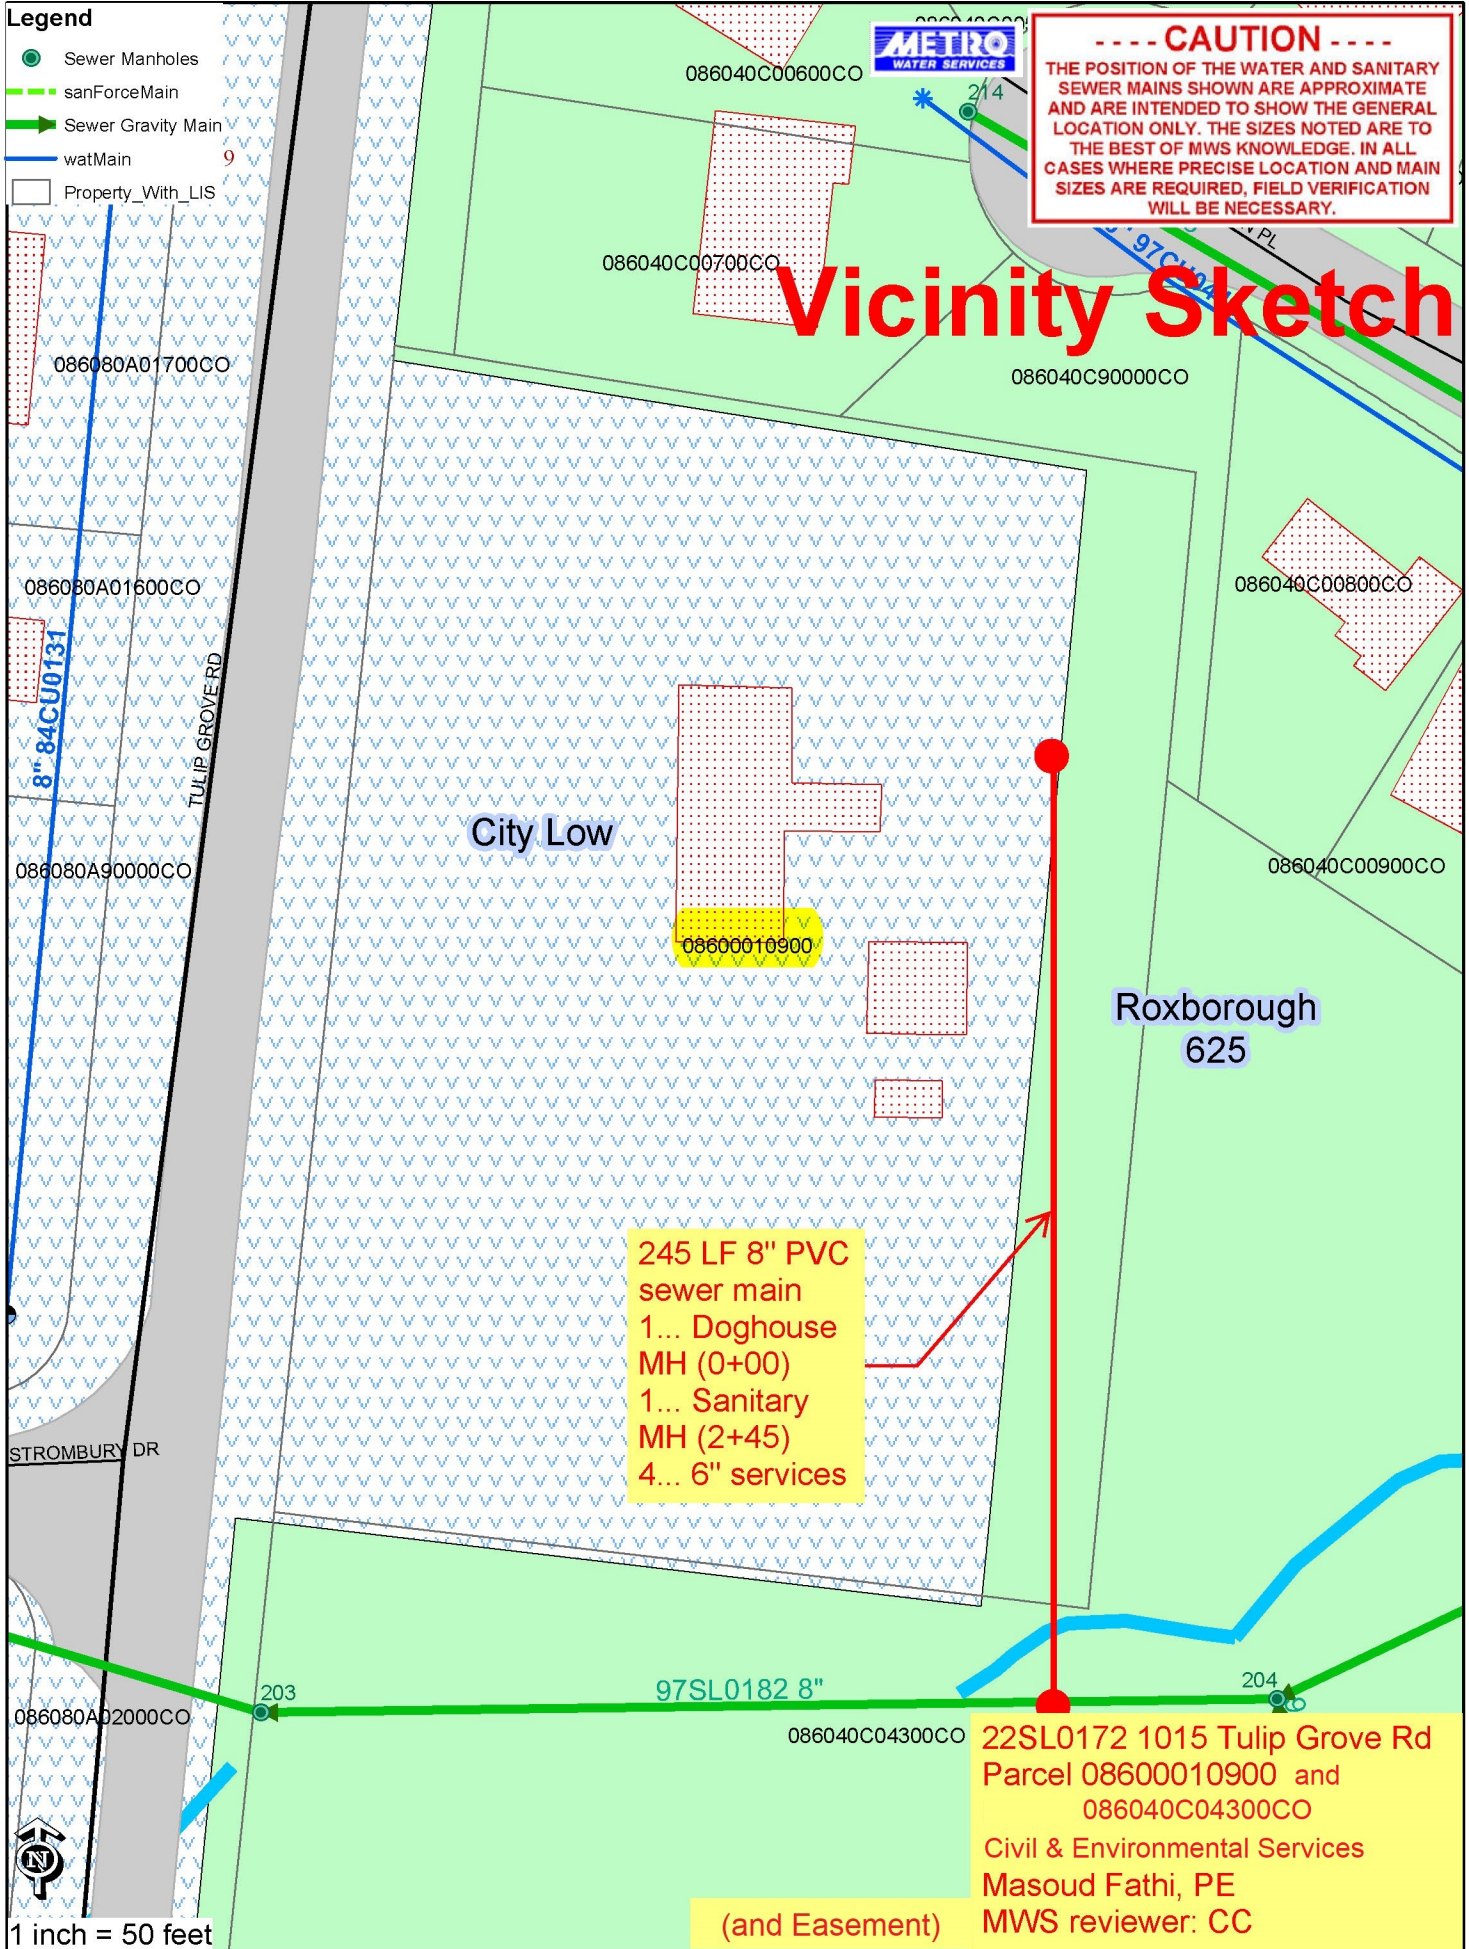 Legend
Sewer Manholes
sanForceMain
Sewer Gravity Main
watMain
9
Property_With_LIS
METRO
WATER SERVICES
- - - - CAUTION - - - -
THE POSITION OF THE WATER AND SANITARY
SEWER MAINS SHOWN ARE APPROXIMATE
AND ARE INTENDED TO SHOW THE GENERAL
LOCATION ONLY. THE SIZES NOTED ARE TO
THE BEST OF MWS KNOWLEDGE. IN ALL
CASES WHERE PRECISE LOCATION AND MAIN
SIZES ARE REQUIRED, FIELD VERIFICATION
WILL BE NECESSARY.
086040C00600CO
214
PL
086040C00700CO
Vicinity Sketch
086080A01700CO
086040C90000CO
086080A01600CO
086040C00800CO
8" 84CU0131
TULIP GROVE RD
City Low
086080A90000CO
086040C00900CO
08600010900
Roxborough
625
245 LF 8" PVC
sewer main
1... Doghouse
MH (0+00)
1... Sanitary
MH (2+45)
4... 6" services
STROMBURY DR
203
97SL0182 8"
204
086080A02000CO
086040C04300CO
22SL0172 1015 Tulip Grove Rd
Parcel 08600010900 and
086040C04300CO
Civil & Environmental Services
Masoud Fathi, PE
MWS reviewer: CC
(and Easement)
N
1 inch = 50 feet